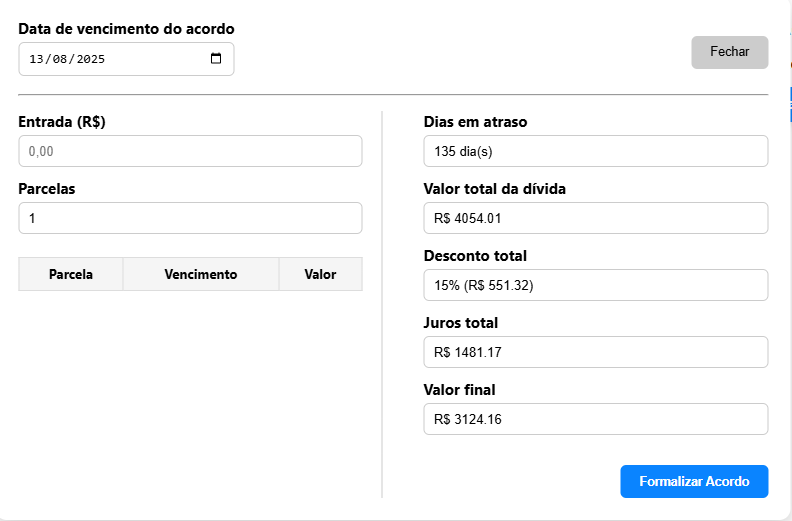 Data de vencimento do acordo
13/08/2025
Fechar
Entrada (R$)
0,00
Parcelas
1
Parcela Vencimento Valor
Dias em atraso
135 dia(s)
Valor total da dívida
R$ 4054.01
Desconto total
15% (R$ 551.32)
Juros total
R$ 1481.17
Valor final
R$ 3124.16
Formalizar Acordo